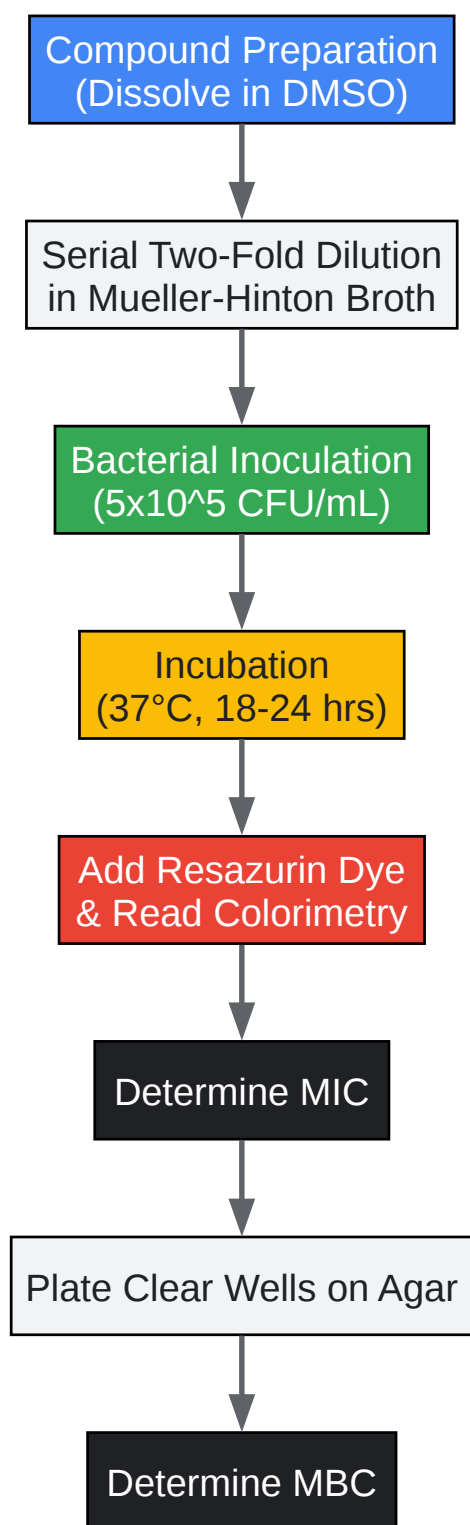 Compound Preparation
(Dissolve in DMSO)
Serial Two-Fold Dilution
in Mueller-Hinton Broth
Bacterial Inoculation
(5x10^5 CFU/mL)
Incubation
(37°C, 18-24 hrs)
Add Resazurin Dye
& Read Colorimetry
Determine MIC
Plate Clear Wells on Agar
Determine MBC